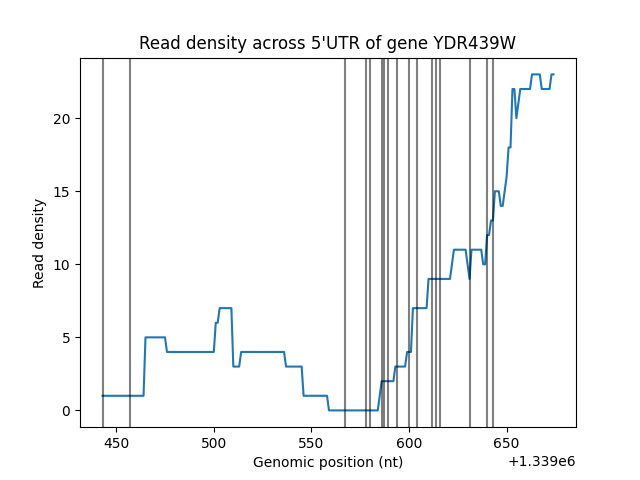 Read density across 5'UTR of gene YDR439W
Read density
20
15
10
5
0
450 500 550 600 650
Genomic position (nt)
+1.339e6